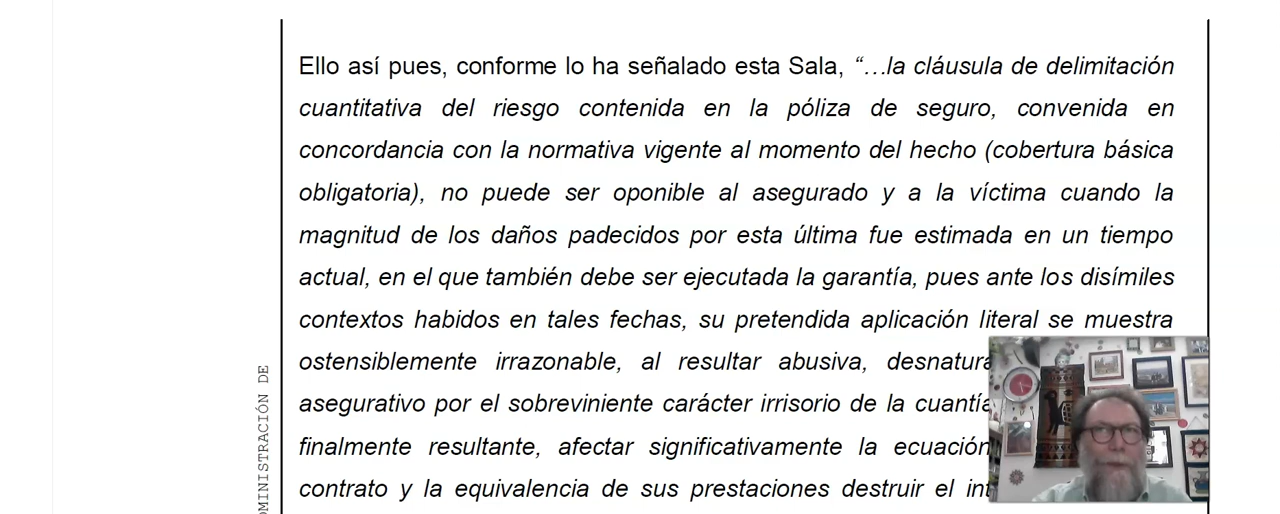 Ello así pues, conforme lo ha señalado esta Sala, “…la cláusula de delimitación
cuantitativa del riesgo contenida en la póliza de seguro, convenida en
concordancia con la normativa vigente al momento del hecho (cobertura básica
obligatoria), no puede ser oponible al asegurado y a la víctima cuando la
magnitud de los daños padecidos por esta última fue estimada en un tiempo
actual, en el que también debe ser ejecutada la garantía, pues ante los disímiles
contextos habidos en tales fechas, su pretendida aplicación literal se muestra
ostensiblemente irrazonable, al resultar abusiva,
asegurativo por el sobreviniente carácter irrisorio de la cuantía
finalmente resultante, afectar significativamente la ecuación
contrato y la equivalencia de sus prestaciones destruir el
DE